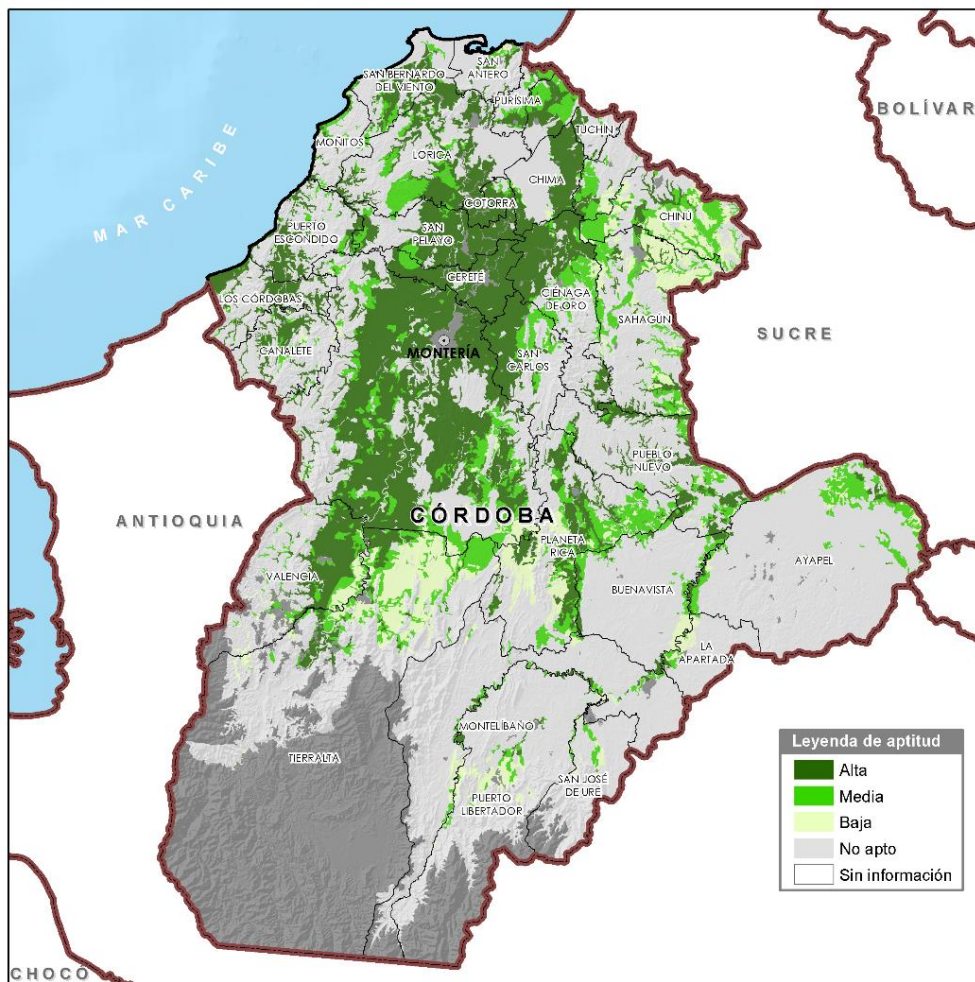 SAN
ANTERO
SAN BERNARDO
DEL VIENTO
PURÍSIMA
BOLÍVAR
TUCHÍN
MOÑITOS
LORICA
CHIMA
MAR CARIBE
COTORRA
CHINÚ
PUERTO
ESCONDIDO
SAN
PELAYO
CERETÉ
CIÉNAGA
DE ORO
LOS CÓRDOBAS
SAHAGÚN
SUCRE
CANALETE
MONTERÍA
SAN
CARLOS
PUEBLO
NUEVO
ANTIOQUIA
CÓRDOBA
PLANETA
RICA
AYAPEL
VALENCIA
BUENAVISTA
LA
APARTADA
MONTELÍBANO
TIERRALTA
SAN JOSÉ
DE URE
PUERTO
LIBERTADOR
Leyenda de aptitud
Alta
Media
Baja
No apto
Sin información
CHOCÓ